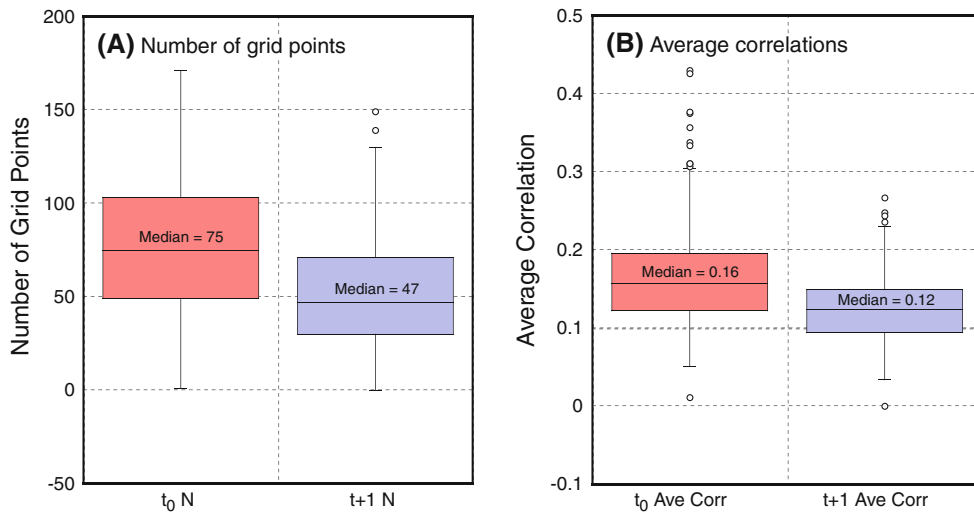 (A) Number of grid points
Number of Grid Points
200
150
100
50
0
-50
Median = 75
Median = 47
t0 N
t+1 N
(B) Average correlations
Average Correlation
0.5
0.4
0.3
0.2
0.1
0
-0.1
Median = 0.16
Median = 0.12
t0 Ave Corr
t+1 Ave Corr